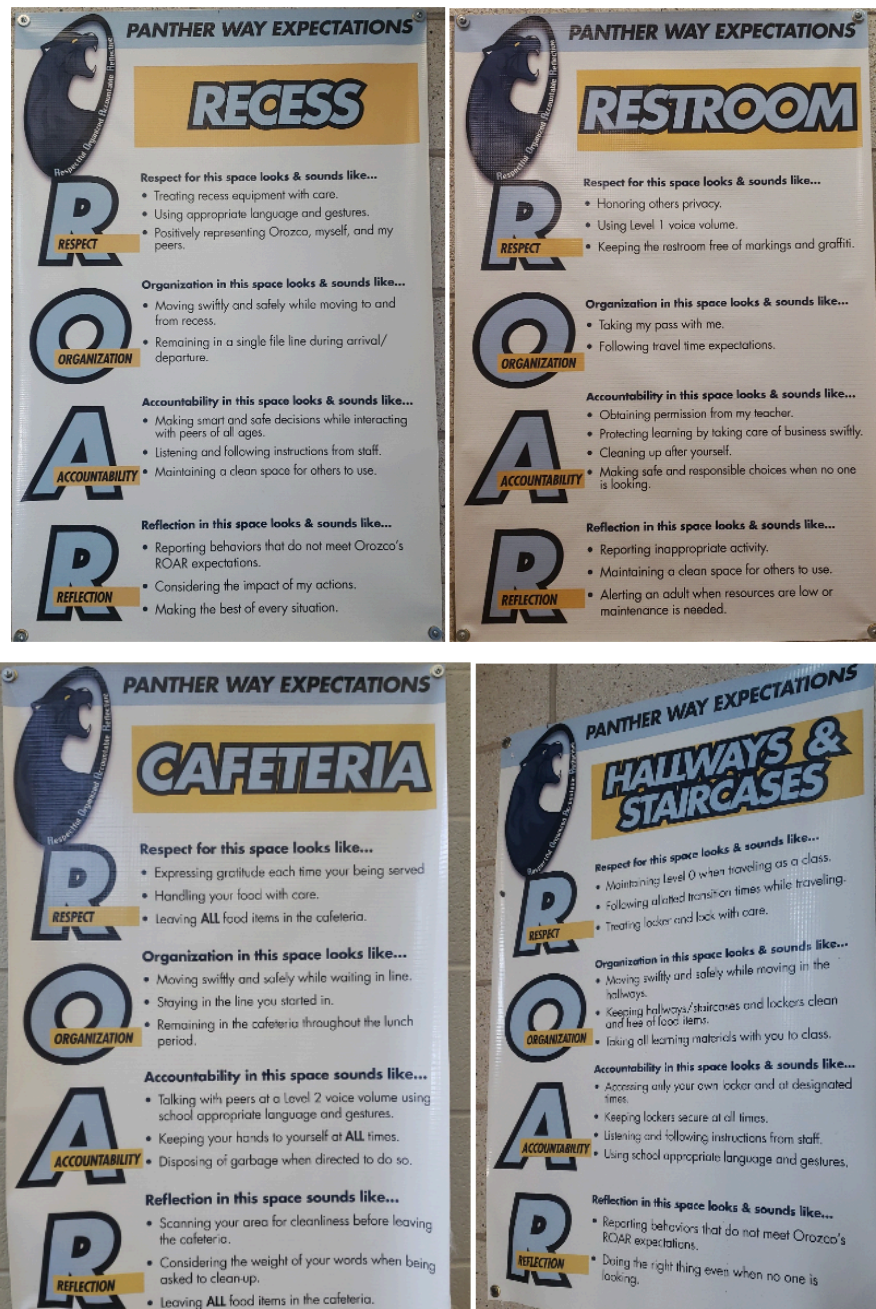 PANTHER WAY EXPECTATIONS
RECESS
Respectful Organized Accountable Reflective
Respect for this space looks & sounds like...
• Treating recess equipment with care.
• Using appropriate language and gestures.
• Positively representing Orozco, myself, and my
peers.
R
RESPECT
Organization in this space looks & sounds like...
• Moving swiftly and safely while moving to and
from recess.
• Remaining in a single file line during arrival/
departure.
O
ORGANIZATION
Accountability in this space looks & sounds like...
• Making smart and safe decisions while interacting
with peers of all ages.
• Listening and following instructions from staff.
• Maintaining a clean space for others to use.
A
ACCOUNTABILITY
Reflection in this space looks & sounds like...
• Reporting behaviors that do not meet Orozco's
ROAR expectations.
• Considering the impact of my actions.
• Making the best of every situation.
R
REFLECTION
PANTHER WAY EXPECTATIONS
RESTROOM
Respectful Organized Accountable Reflective
Respect for this space looks & sounds like...
• Honoring others privacy.
• Using Level 1 voice volume.
• Keeping the restroom free of markings and graffiti.
R
RESPECT
Organization in this space looks & sounds like...
• Taking my pass with me.
• Following travel time expectations.
O
ORGANIZATION
Accountability in this space looks & sounds like...
• Obtaining permission from my teacher.
• Protecting learning by taking care of business swiftly.
• Cleaning up after yourself.
• Making safe and responsible choices when no one
is looking.
A
ACCOUNTABILITY
Reflection in this space looks & sounds like...
• Reporting inappropriate activity.
• Maintaining a clean space for others to use.
• Alerting an adult when resources are low or
maintenance is needed.
R
REFLECTION
PANTHER WAY EXPECTATIONS
CAFETERIA
Respectful Organized Accountable Reflective
Respect for this space looks like...
• Expressing gratitude each time your being served
• Handling your food with care.
• Leaving ALL food items in the cafeteria.
R
RESPECT
Organization in this space looks like...
• Moving swiftly and safely while waiting in line.
• Staying in the line you started in.
• Remaining in the cafeteria throughout the lunch
period.
O
ORGANIZATION
Accountability in this space sounds like...
• Talking with peers at a Level 2 voice volume using
school appropriate language and gestures.
• Keeping your hands to yourself at ALL times.
• Disposing of garbage when directed to do so.
A
ACCOUNTABILITY
Reflection in this space sounds like...
• Scanning your area for cleanliness before leaving
the cafeteria.
• Considering the weight of your words when being
asked to clean-up.
• Leaving ALL food items in the cafeteria.
R
REFLECTION
PANTHER WAY EXPECTATIONS
HALLWAYS &
STAIRCASES
Respectful Organized Accountable Reflective
Respect for this space looks & sounds like...
• Maintaining Level 0 when traveling as a class.
• Following allotted transition times while traveling.
• Treating locker and lock with care.
R
RESPECT
Organization in this space looks & sounds like...
• Moving swiftly and safely while moving in the
hallways.
• Keeping hallways/staircases and lockers clean
and free of food items.
• Taking all learning materials with you to class.
O
ORGANIZATION
Accountability in this space looks & sounds like...
• Accessing only your own locker and at designated
times.
• Keeping lockers secure at all times.
• Listening and following instructions from staff.
• Using school appropriate language and gestures.
A
ACCOUNTABILITY
Reflection in this space looks & sounds like...
• Reporting behaviors that do not meet Orozco's
ROAR expectations.
• Doing the right thing even when no one is
looking.
R
REFLECTION